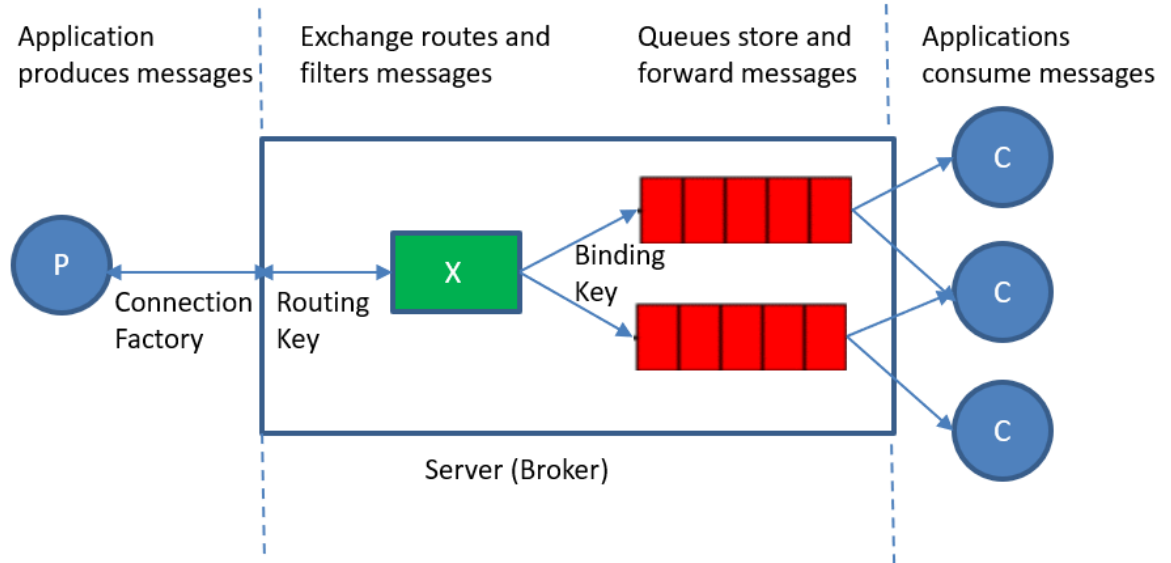 Application
produces messages
Exchange routes and
filters messages
Queues store and
forward messages
Applications
consume messages
P
Connection
Factory
Routing
Key
X
Binding
Key
C
C
C
Server (Broker)